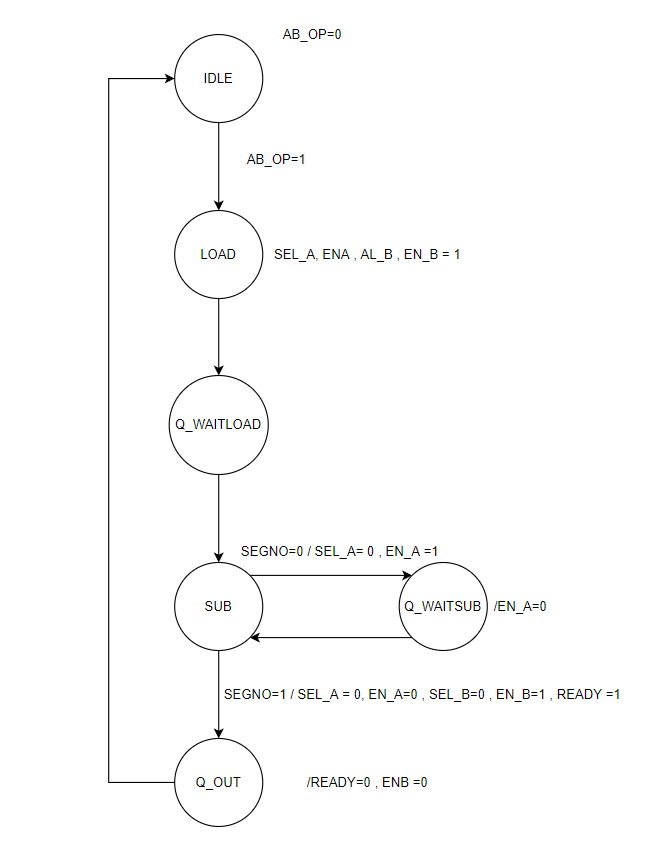 AB_OP=0
IDLE
AB_OP=1
LOAD
SEL_A, ENA , AL_B , EN_B = 1
Q_WAITLOAD
SEGNO=0 / SEL_A= 0 , EN_A =1
SUB
Q_WAITSUB
/EN_A=0
SEGNO=1 / SEL_A = 0, EN_A=0 , SEL_B=0 , EN_B=1 , READY =1
Q_OUT
/READY=0 , ENB =0